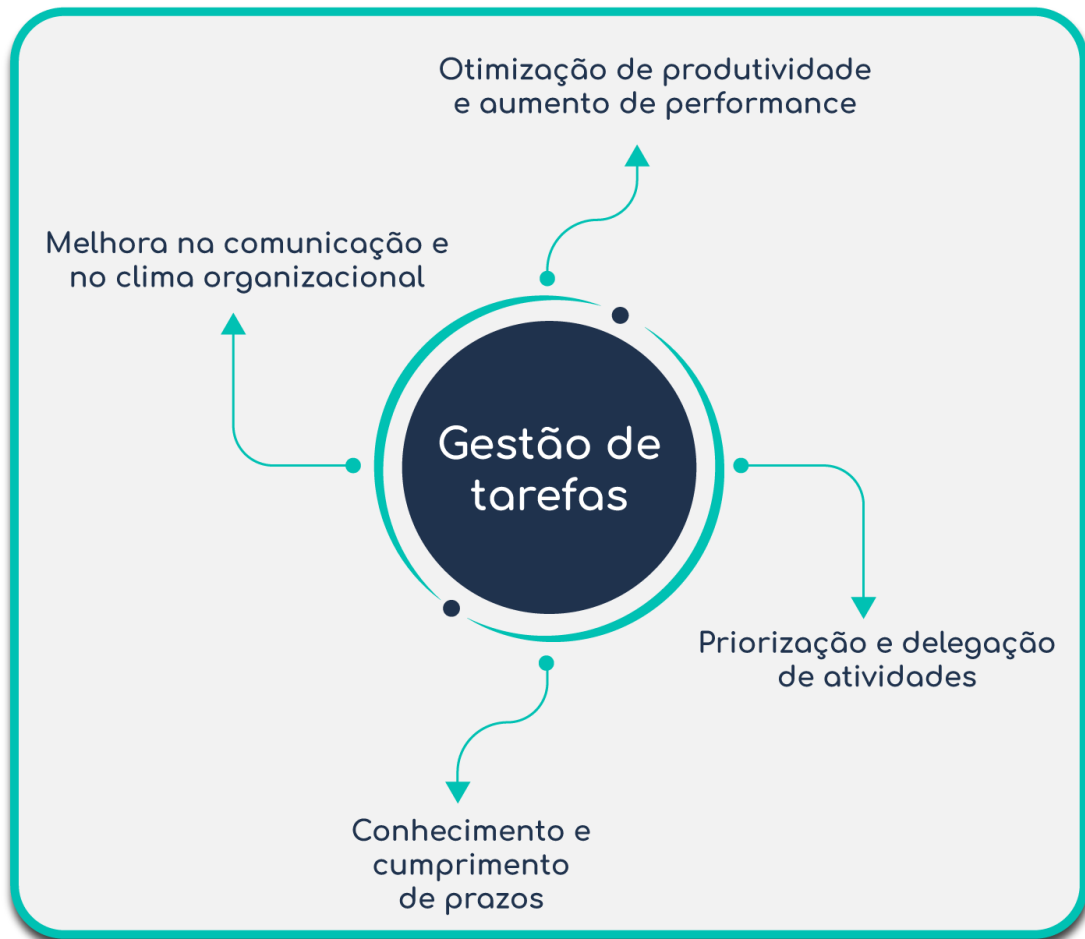 Otimização de produtividade
e aumento de performance
Melhora na comunicação e
no clima organizacional
Gestão de
tarefas
Priorização e delegação
de atividades
Conhecimento e
cumprimento
de prazos